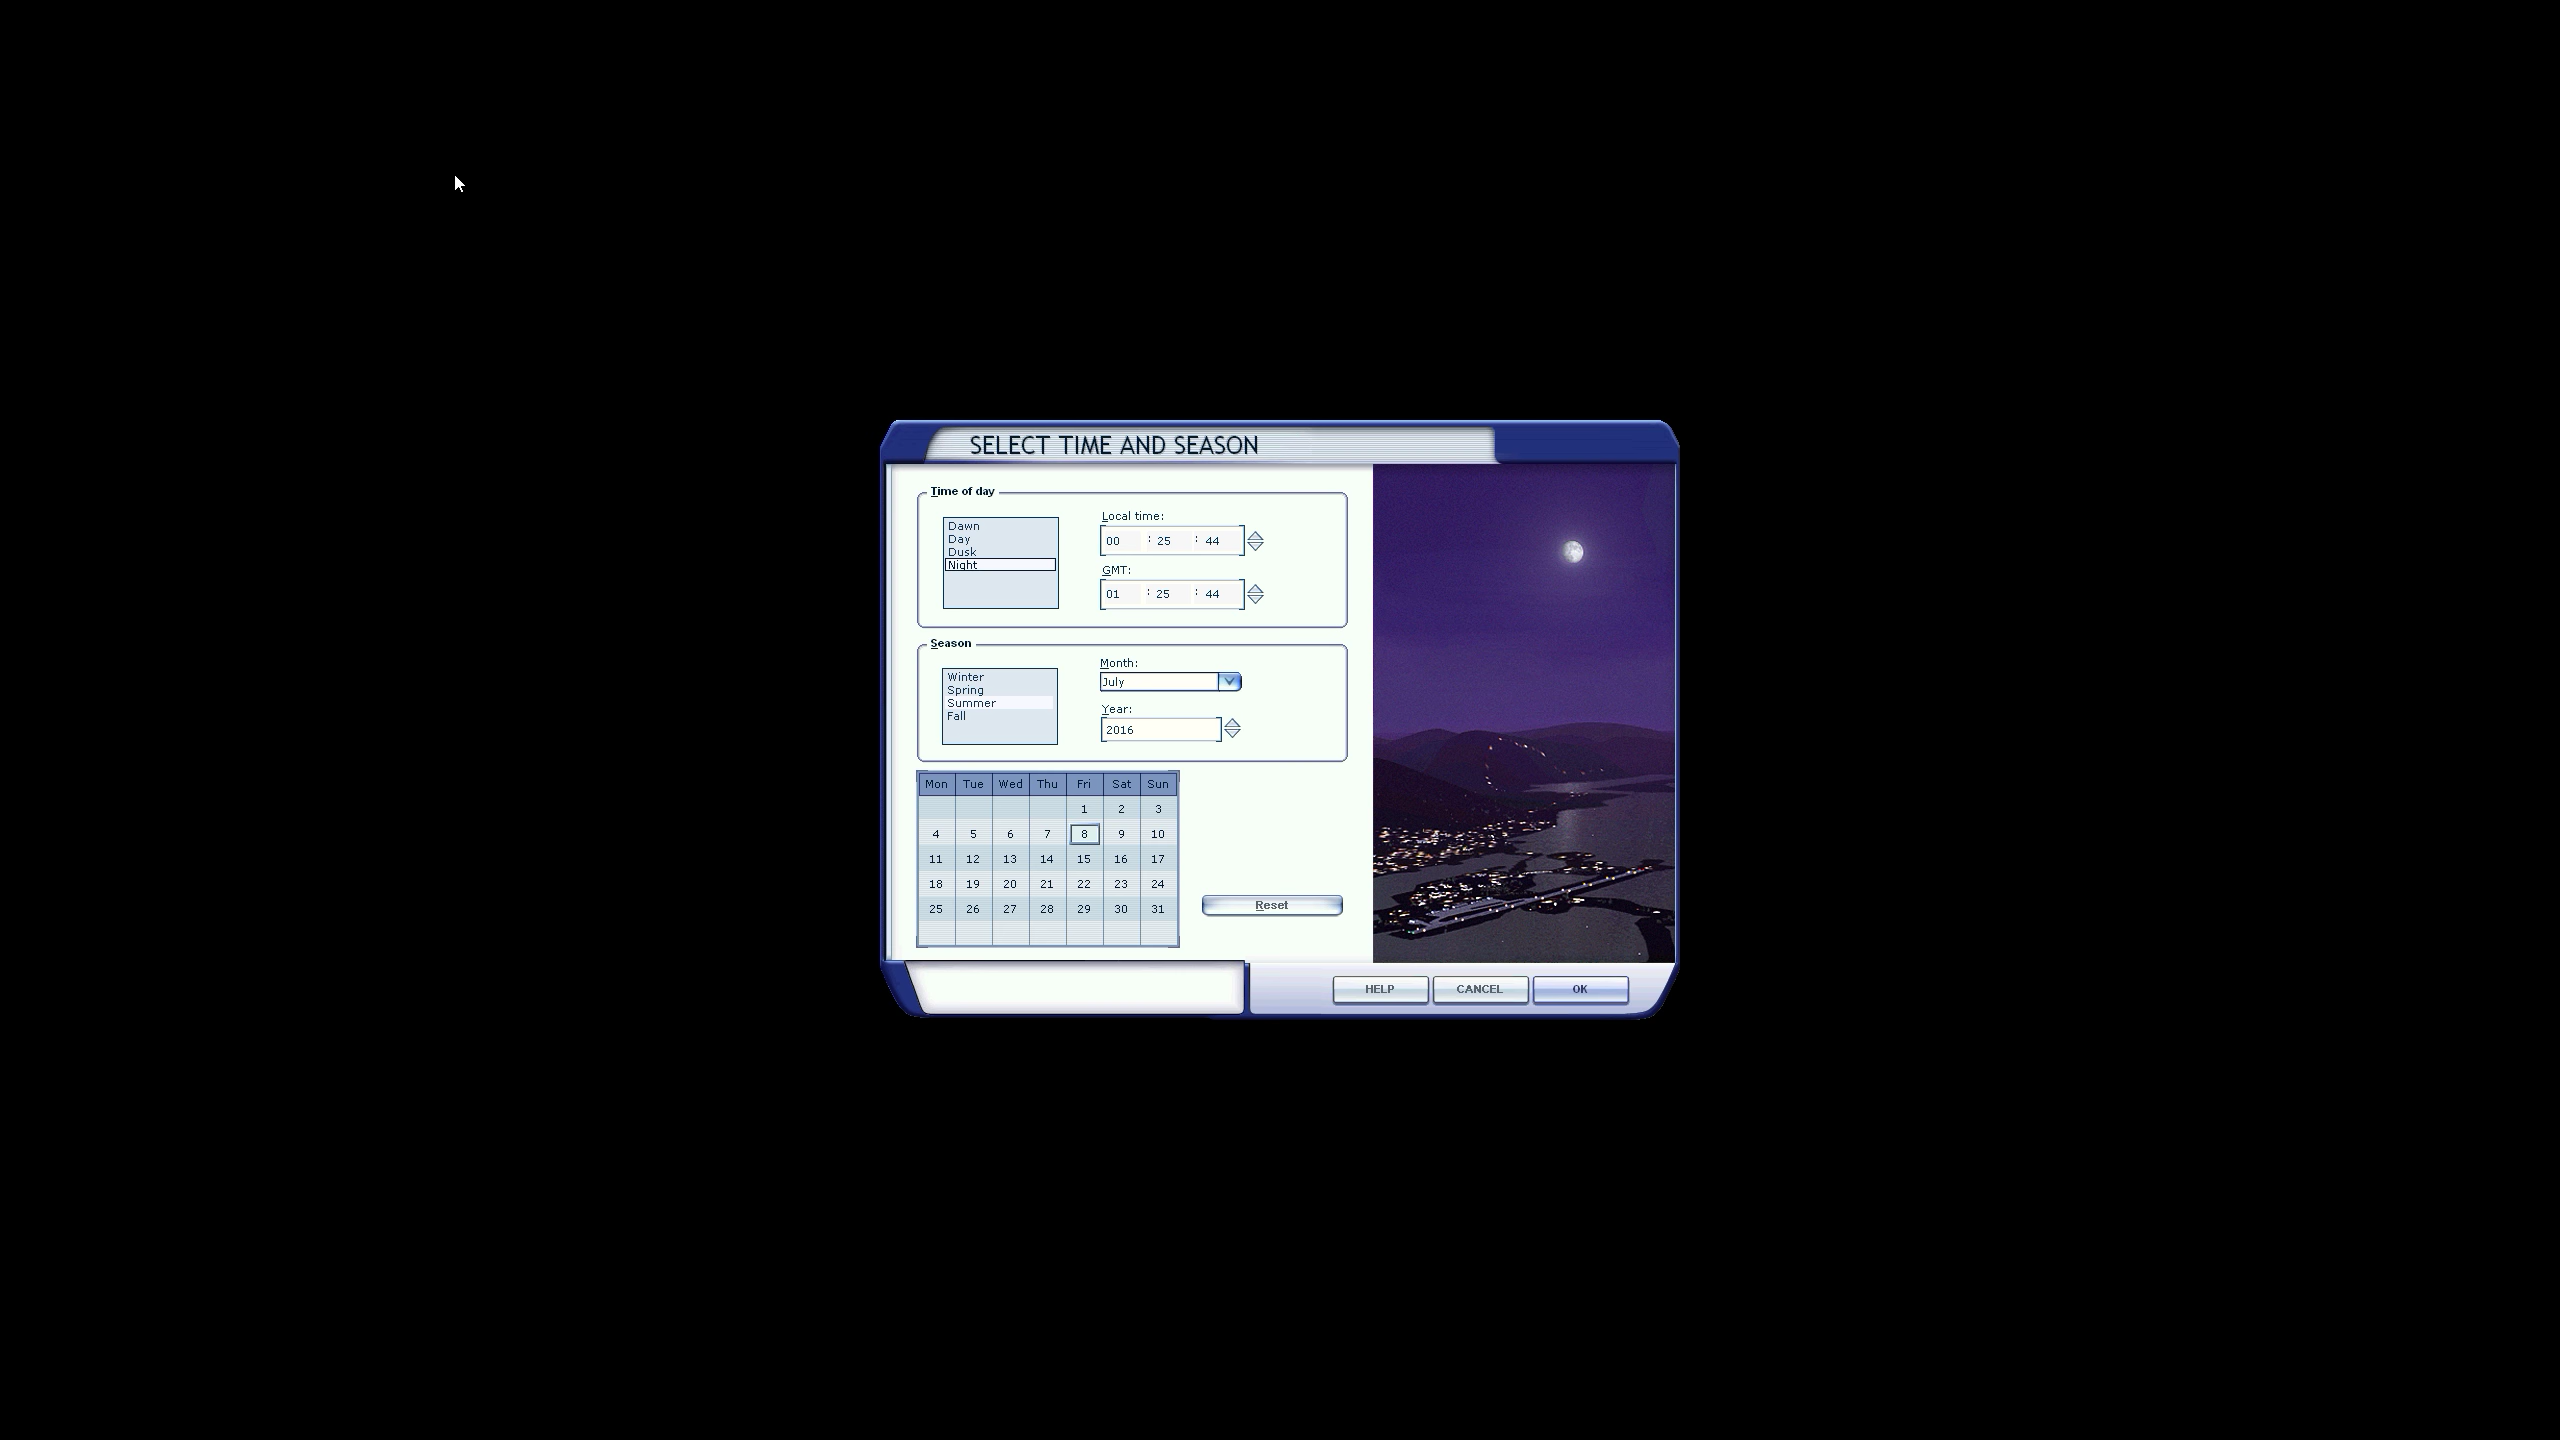 SELECT TIME AND SEASON
Time of day
Dawn
Day
Dusk
Night
Local time:
00 : 25 : 44
GMT:
01 : 25 : 44
Season
Winter
Spring
Summer
Fall
Month:
July
Year:
2016
Mon Tue Wed Thu Fri Sat Sun
1 2 3
4 5 6 7 8 9 10
11 12 13 14 15 16 17
18 19 20 21 22 23 24
25 26 27 28 29 30 31
Reset
HELP CANCEL OK